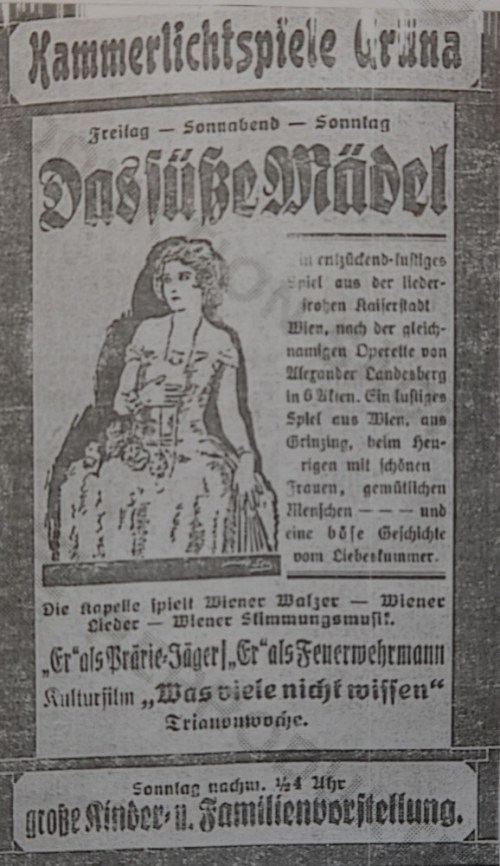 Kammerlichtspiele Grüna
Freitag — Sonnabend — Sonntag
Das süße Mädel
Ein entzückend-lustiges
Spiel aus der lieder-
frohen Kaiserstadt
Wien, nach der gleich-
namigen Operette von
Alexander Landesberg
in 6 Akten. Ein lustiges
Spiel aus Wien, aus
Grinzing, beim Heu-
rigen mit schönen
Frauen, gemütlichen
Menschen — — — und
eine böse Geschichte
vom Liebeskummer.
Die Kapelle spielt Wiener Walzer — Wiener
Lieder — Wiener Stimmungsmusik.
„Er“ als Prärie-Jäger | „Er“ als Feuerwehrmann
Kulturfilm „Was viele nicht wissen“
Trianonwoche.
Sonntag nachm. ½4 Uhr
große Kinder- u. Familienvorstellung.